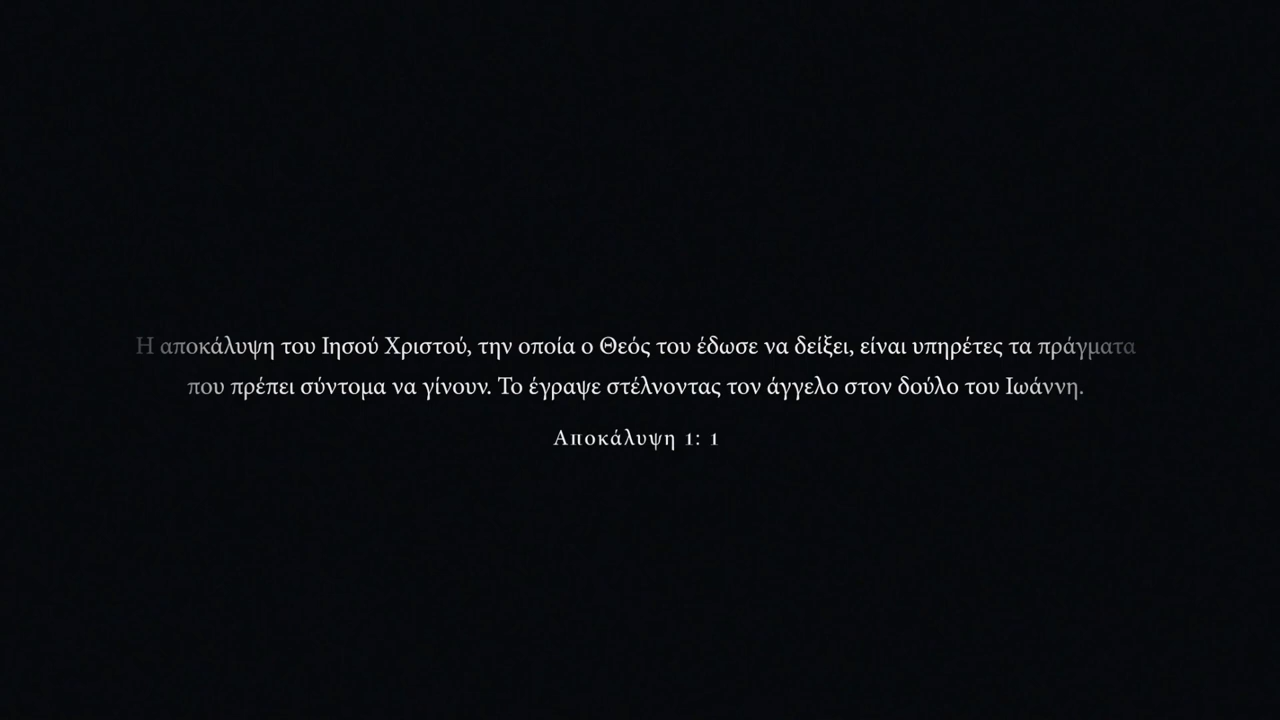 Η αποκάλυψη του Ιησού Χριστού, την οποία ο Θεός του έδωσε να δείξει, είναι υπηρέτες τα πράγματα
που πρέπει σύντομα να γίνουν. Το έγραψε στέλνοντας τον άγγελο στον δούλο του Ιωάννη.
Αποκάλυψη 1: 1